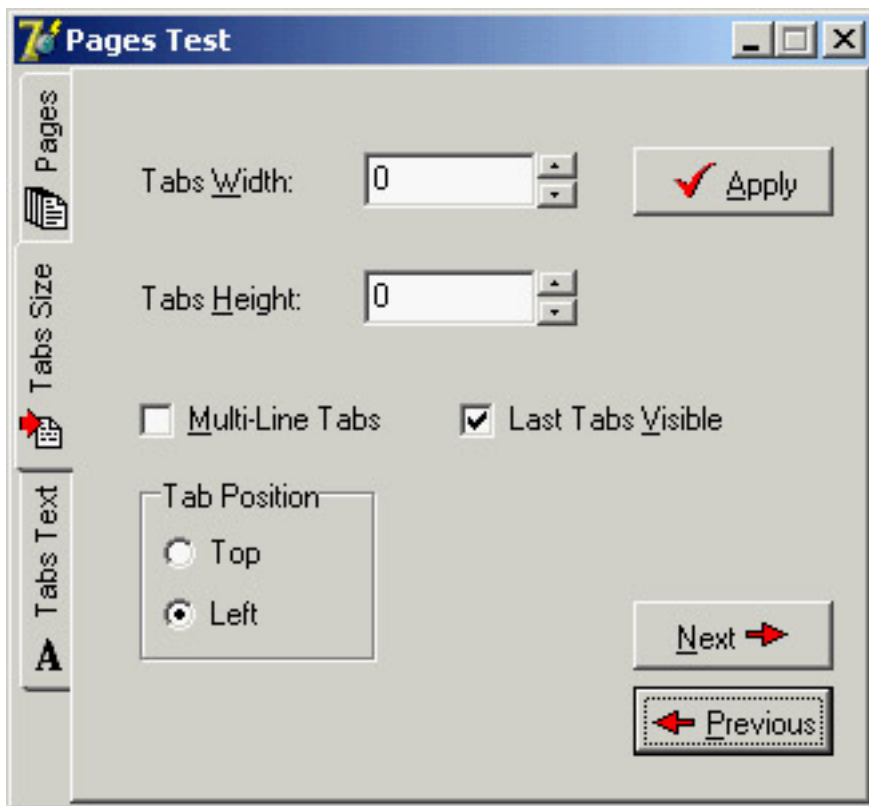 Pages Test
Pages
Tabs Size
Tabs Text
Tabs Width:
0
Apply
Tabs Height:
0
Multi-Line Tabs
Last Tabs Visible
Tab Position
Top
Left
Next
Previous